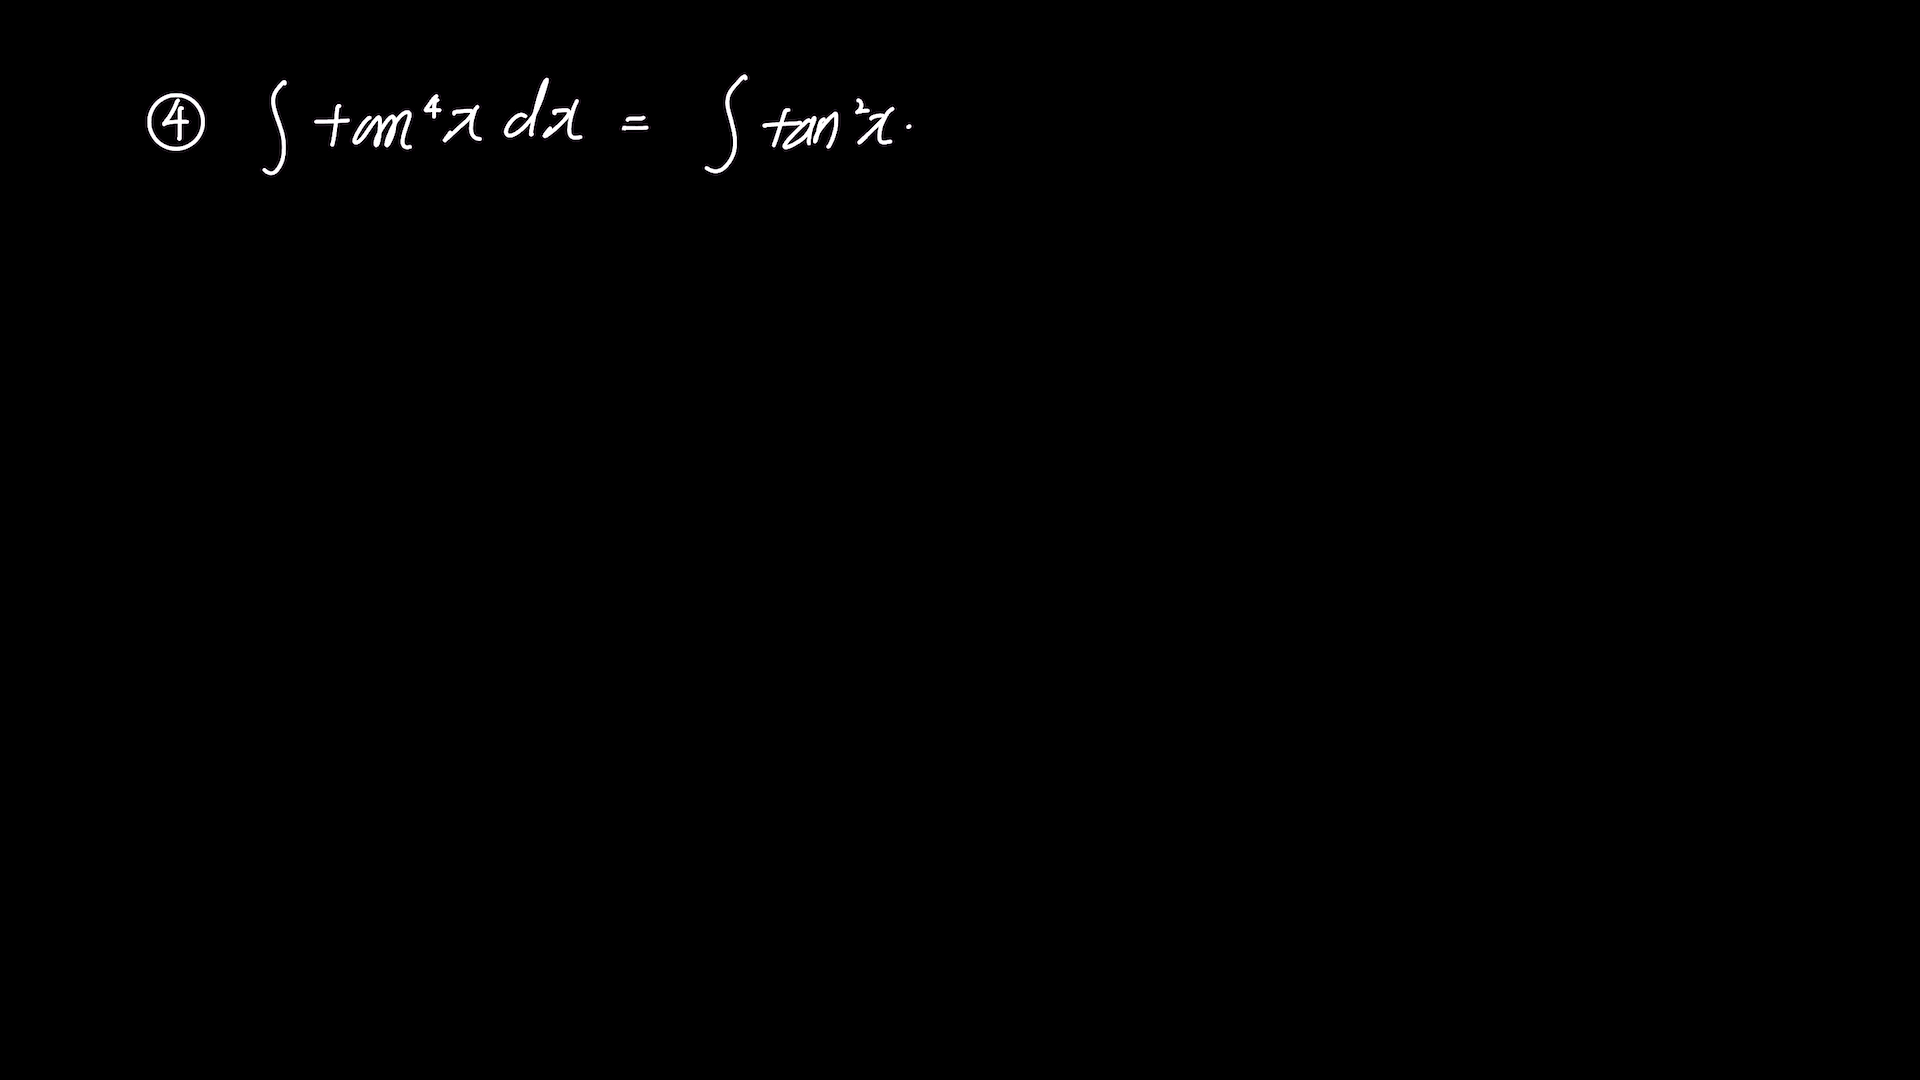 ④ ∫ tan⁴x dx = ∫ tan²x ·